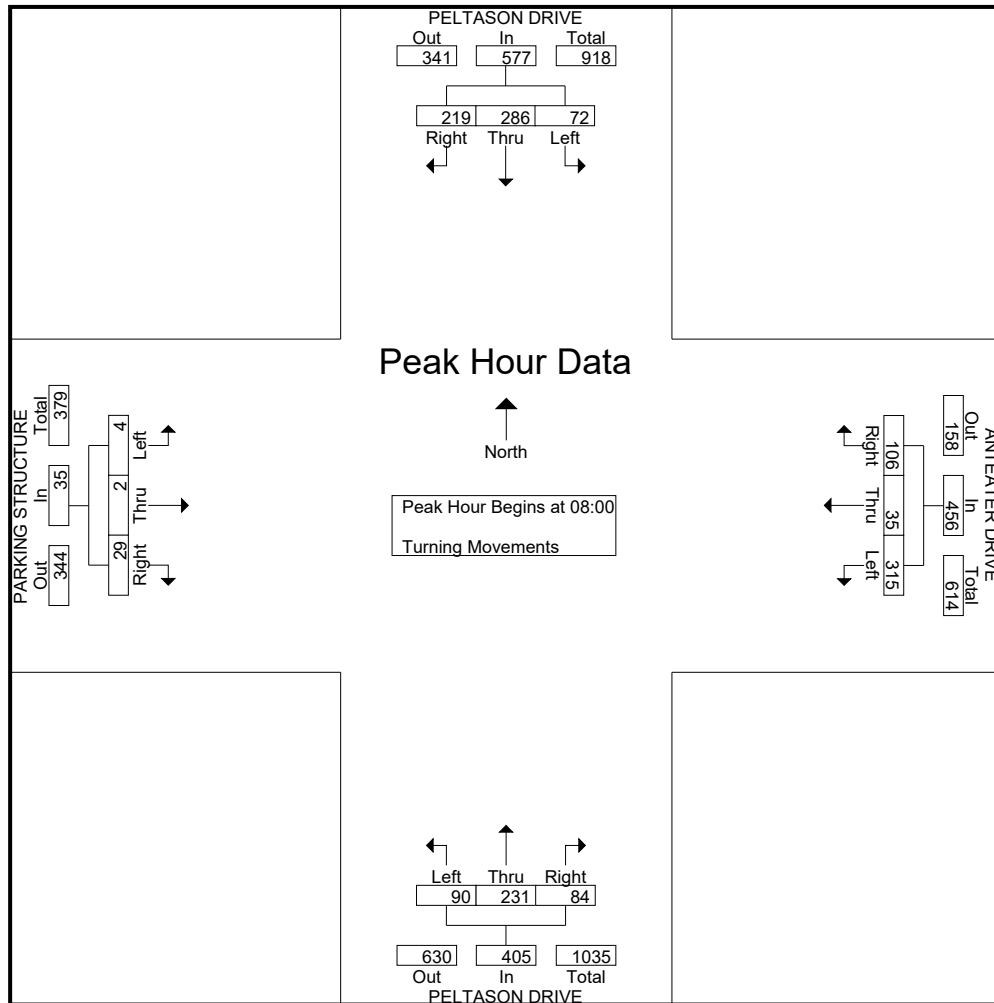 PELTASON DRIVE
Out In Total
341 577 918
219 286 72
Right Thru Left
Peak Hour Data
North
Peak Hour Begins at 08:00
Turning Movements
PARKING STRUCTURE
Out In Total
344 35 379
29 2 4
Right Thru Left
ANTEATER DRIVE
Out In Total
158 456 614
106 35 315
Right Thru Left
Left Thru Right
90 231 84
630 405 1035
Out In Total
PELTASON DRIVE